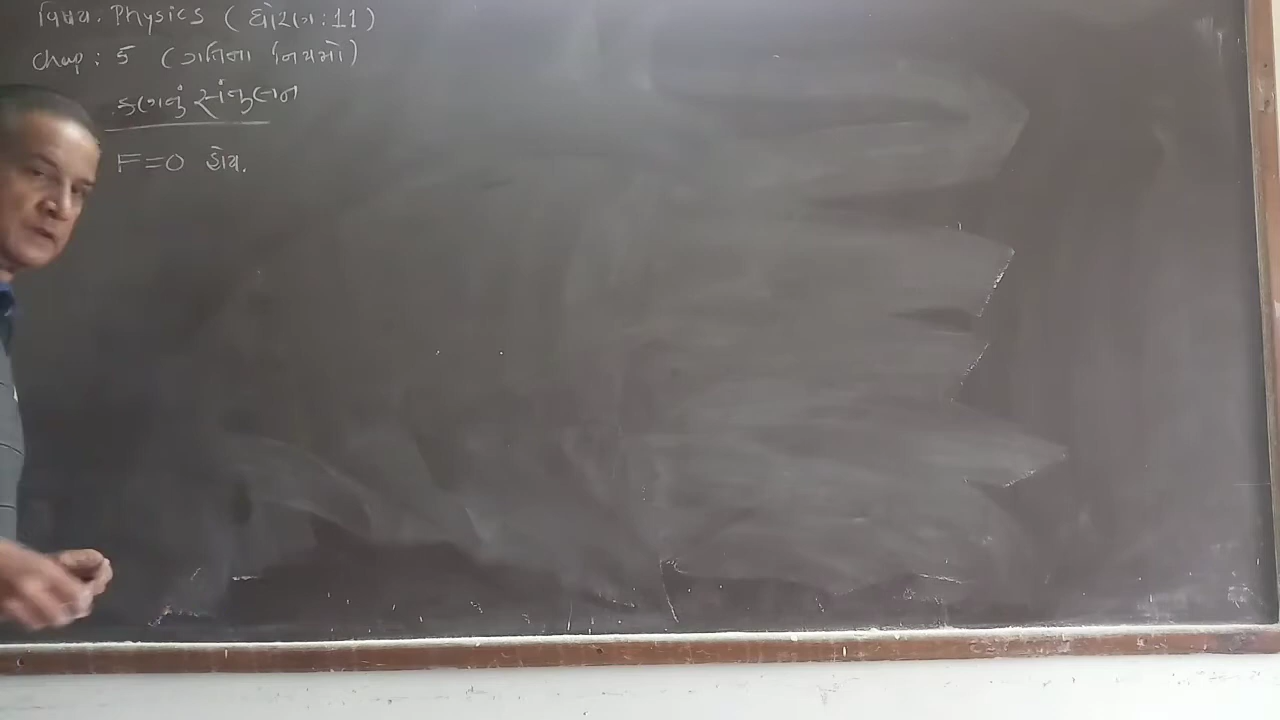 વિષય. Physics (ધોરણ:11)
Chap: 5 (ગતિના નિયમો)
કણનું સંતુલન
F=0 હોય.